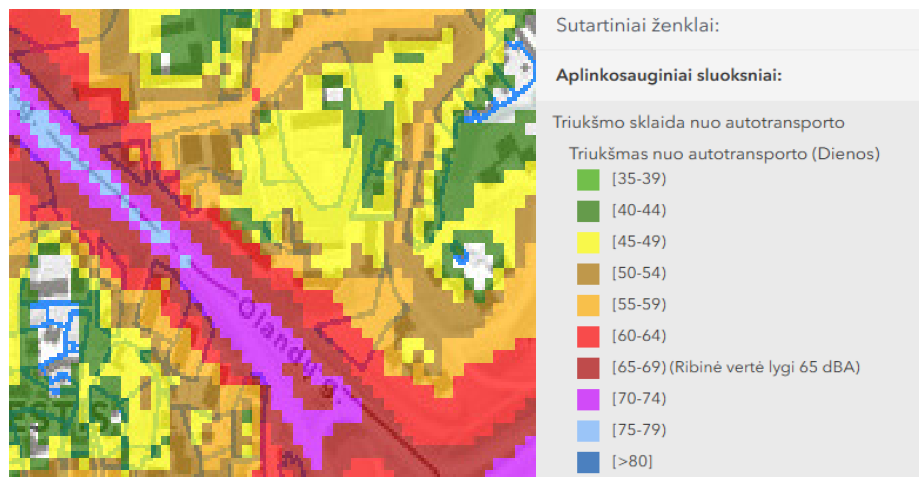 Sutartiniai ženklai:
Aplinkosauginiai sluoksniai:
Triukšmo sklaida nuo autotransporto
Triukšmas nuo autotransporto (Dienos)
[35-39)
[40-44)
[45-49)
[50-54)
[55-59)
[60-64)
[65-69) (Ribinė vertė lygi 65 dBA)
[70-74)
[75-79)
[>80]
Olandų g.